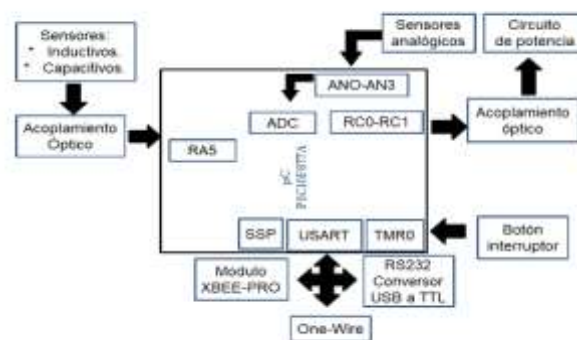 Sensores:
* Inductivos.
* Capacitivos
Acoplamiento
Óptico
Sensores
analógicos
Circuito
de potencia
ANO-AN3
ADC
RC0-RC1
Acoplamiento
óptico
RA5
µC
SSP
USART
TMR0
Botón
interruptor
Modulo
XBEE-PRO
RS232
Conversor
USB a TTL
One-Wire